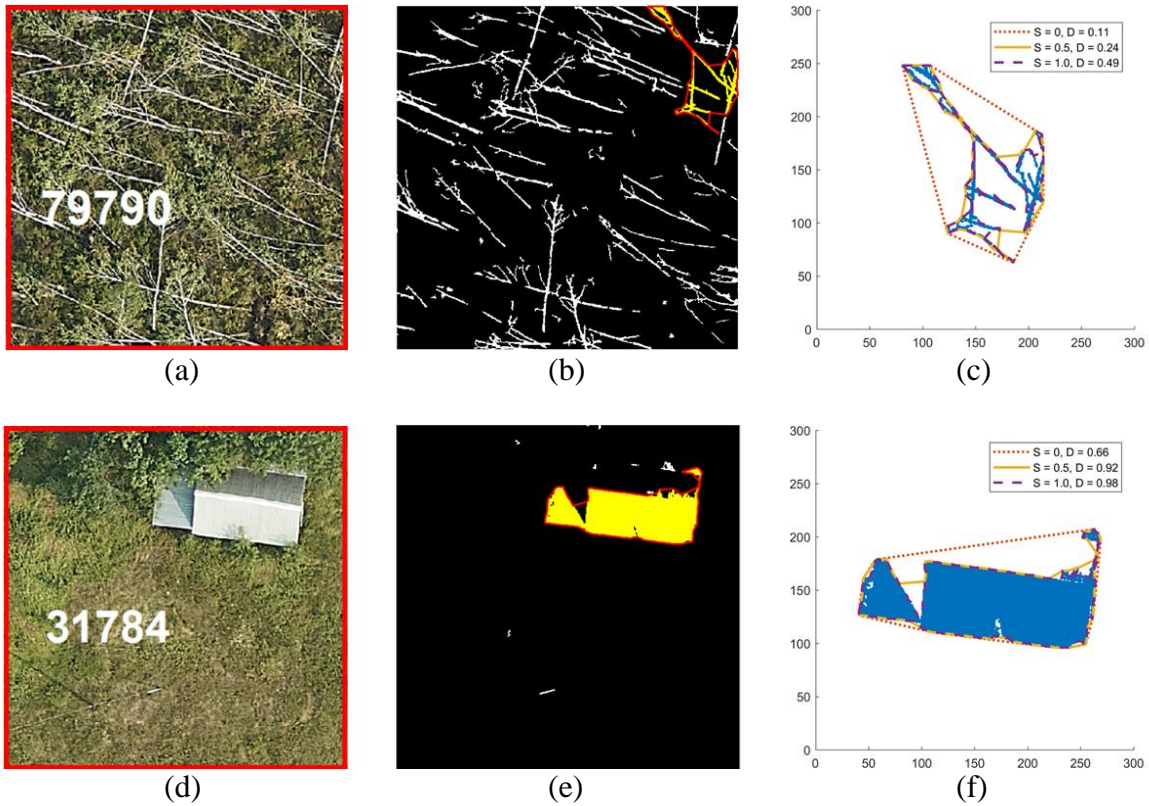 79790
S = 0, D = 0.11
S = 0.5, D = 0.24
S = 1.0, D = 0.49
300
250
200
150
100
50
0
0 50 100 150 200 250 300
(a) (b) (c)
31784
S = 0, D = 0.66
S = 0.5, D = 0.92
S = 1.0, D = 0.98
300
250
200
150
100
50
0
0 50 100 150 200 250 300
(d) (e) (f)